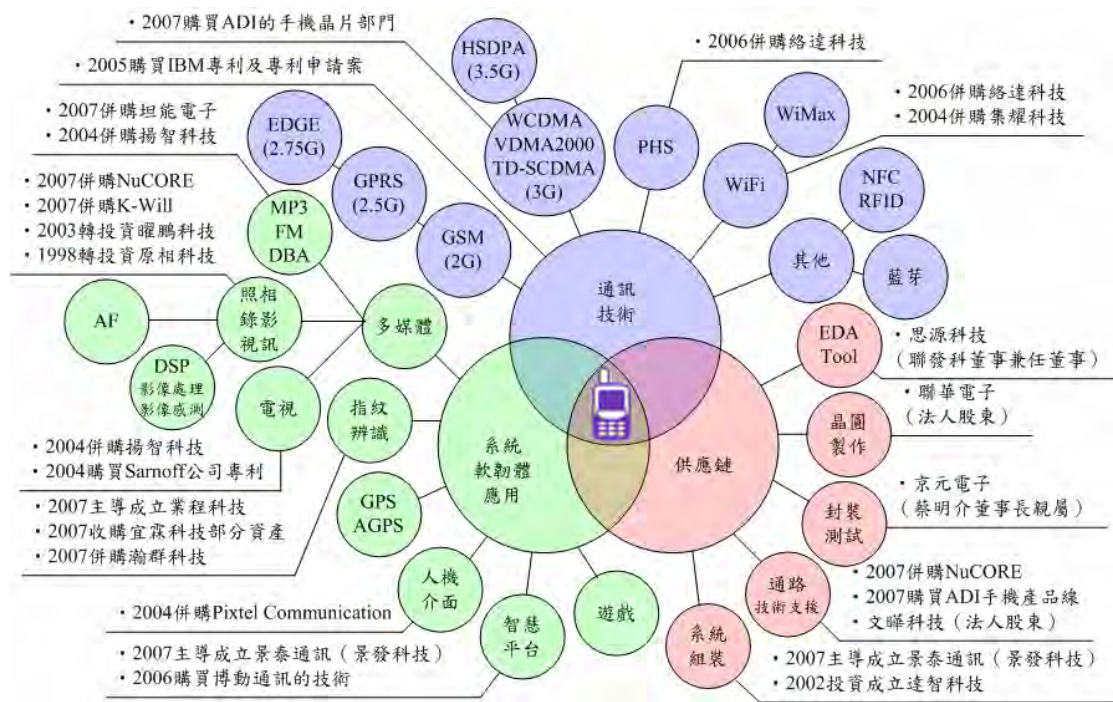 ・2007購買ADI的手機晶片部門
・2005購買IBM專利及專利申請案
・2007併購坦能電子
・2004併購揚智科技
・2007併購NuCORE
・2007併購K-Will
・2003轉投資曜鵬科技
・1998轉投資原相科技
HSDPA
(3.5G)
WCDMA
VDMA2000
TD-SCDMA
(3G)
EDGE
(2.75G)
GPRS
(2.5G)
GSM
(2G)
・2006併購絡達科技
PHS
WiMax
・2006併購絡達科技
・2004併購集耀科技
WiFi
NFC
RFID
其他
藍芽
通訊
技術
MP3
FM
DBA
照相
錄影
視訊
AF
DSP
影像處理
影像感測
多媒體
電視
・2004併購揚智科技
・2004購買Sarnoff公司專利
指紋
辨識
・2007主導成立業程科技
・2007收購宜霖科技部分資產
・2007併購瀚群科技
系統
軟韌體
應用
GPS
AGPS
人機
介面
・2004併購Pixtel Communication
智慧
平台
・2007主導成立景泰通訊（景發科技）
・2006購買博動通訊的技術
遊戲
供應鏈
EDA
Tool
・思源科技
（聯發科董事兼任董事）
晶圓
製作
・聯華電子
（法人股東）
封裝
測試
・京元電子
（蔡明介董事長親屬）
通路
技術支援
・2007併購NuCORE
・2007購買ADI手機產品線
・文曄科技（法人股東）
系統
組裝
・2007主導成立景泰通訊（景發科技）
・2002投資成立達智科技